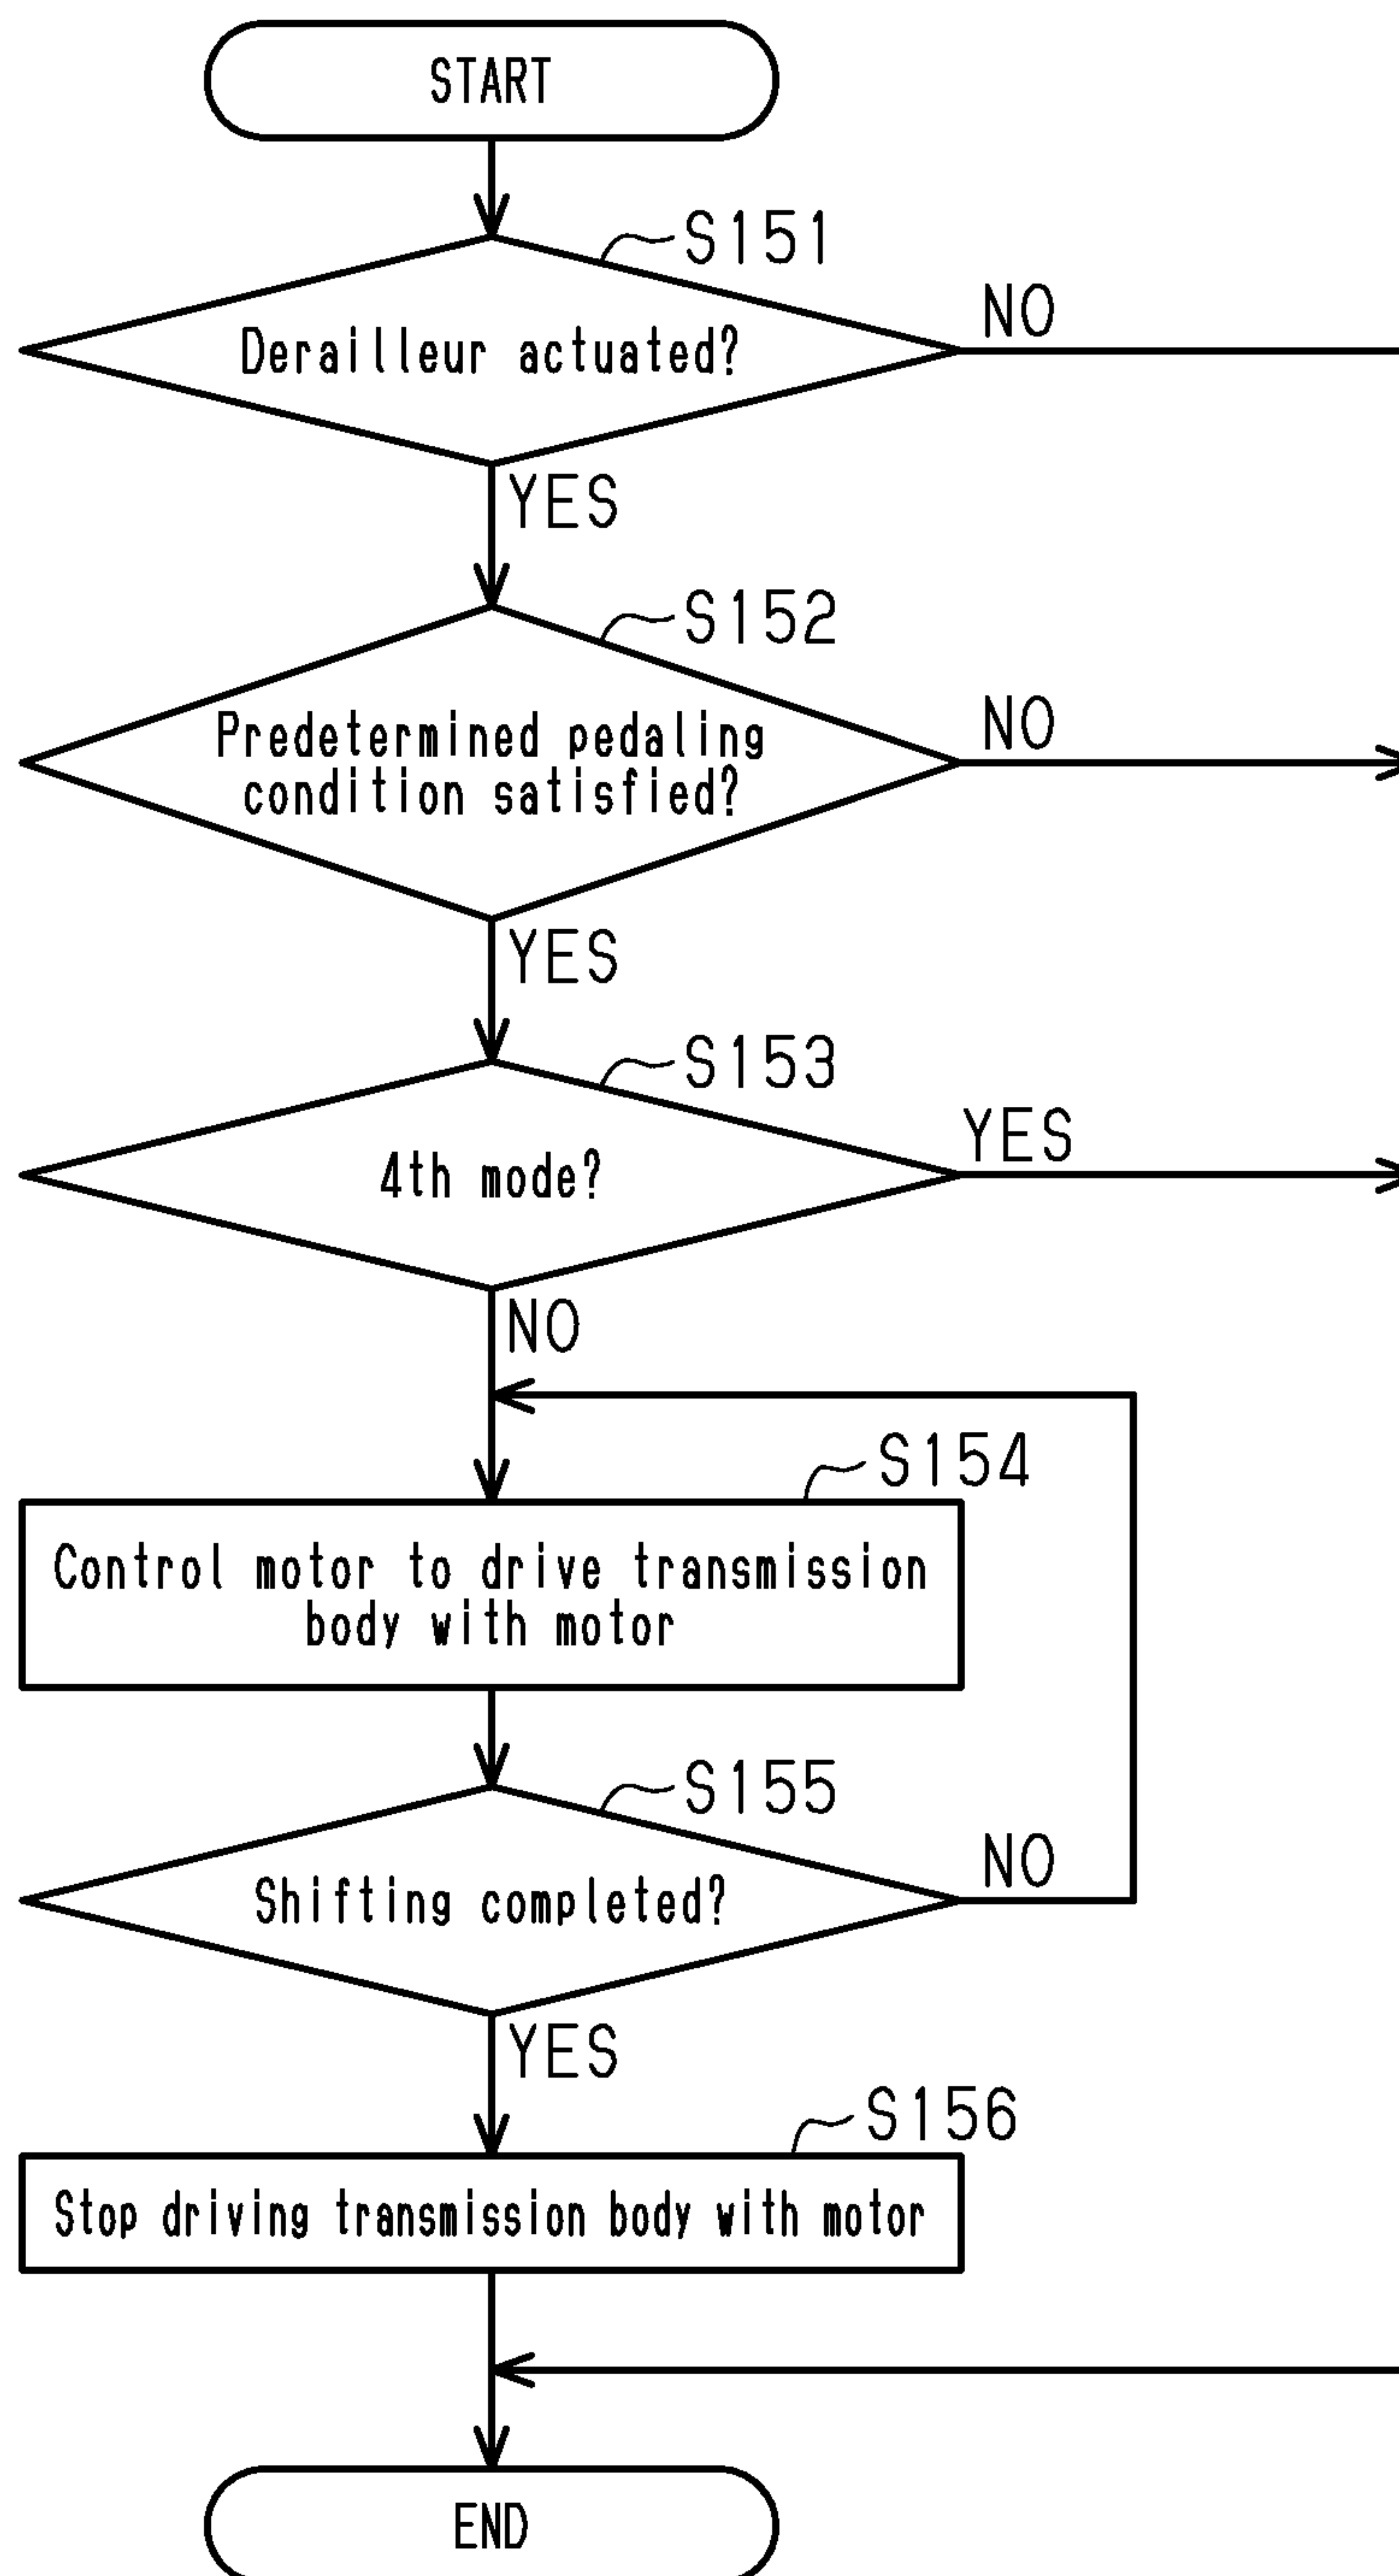 START
S151
Derailleur actuated?
NO
YES
S152
Predetermined pedaling
condition satisfied?
NO
YES
S153
4th mode?
YES
NO
S154
Control motor to drive transmission
body with motor
S155
Shifting completed?
NO
YES
S156
Stop driving transmission body with motor
END